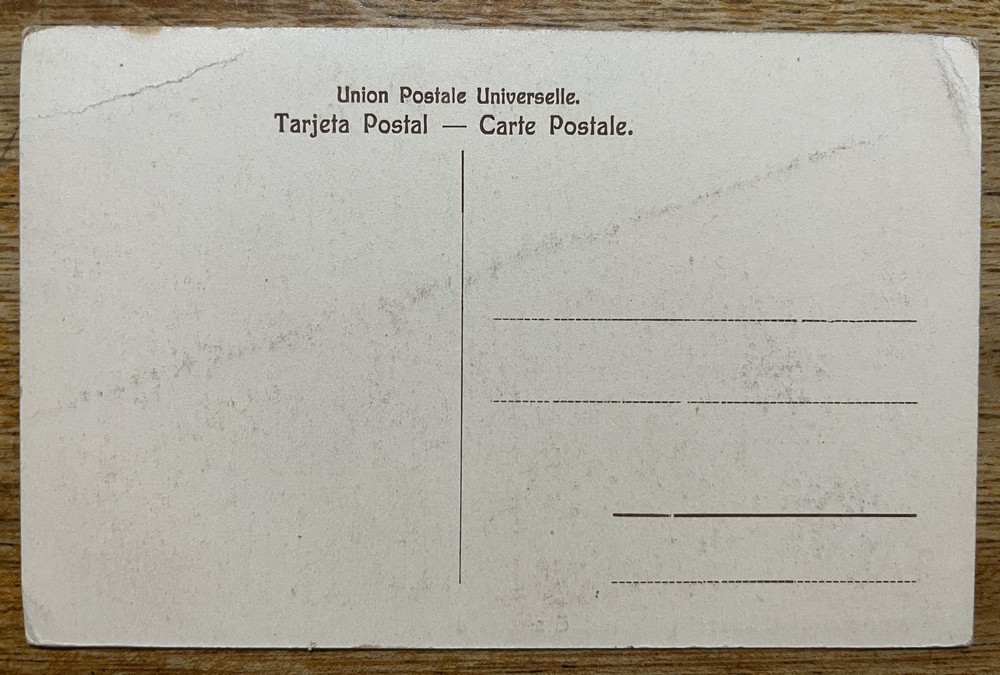 Union Postale Universelle.
Tarjeta Postal — Carte Postale.